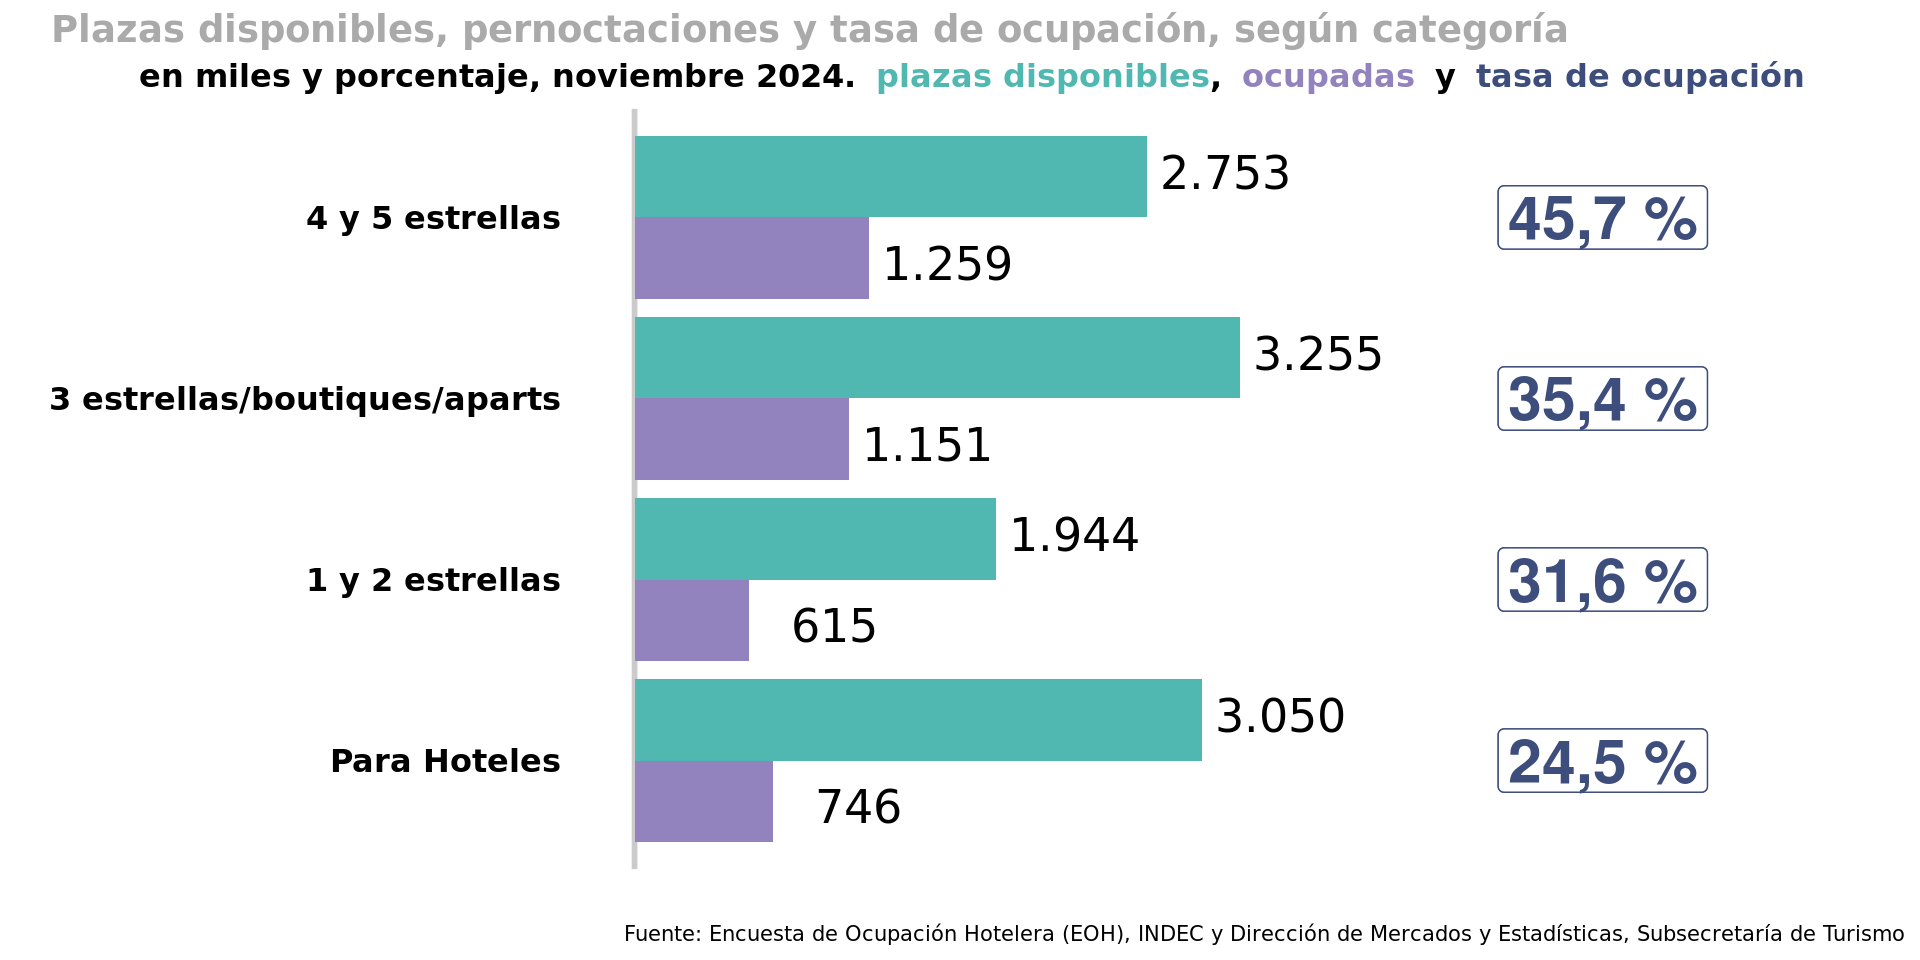 Plazas disponibles, pernoctaciones y tasa de ocupación, según categoría
en miles y porcentaje, noviembre 2024. plazas disponibles, ocupadas y tasa de ocupación
2.753
4 y 5 estrellas
45,7 %
1.259
3.255
3 estrellas/boutiques/aparts
35,4 %
1.151
1.944
1 y 2 estrellas
31,6 %
615
3.050
Para Hoteles
24,5 %
746
Fuente: Encuesta de Ocupación Hotelera (EOH), INDEC y Dirección de Mercados y Estadísticas, Subsecretaría de Turismo